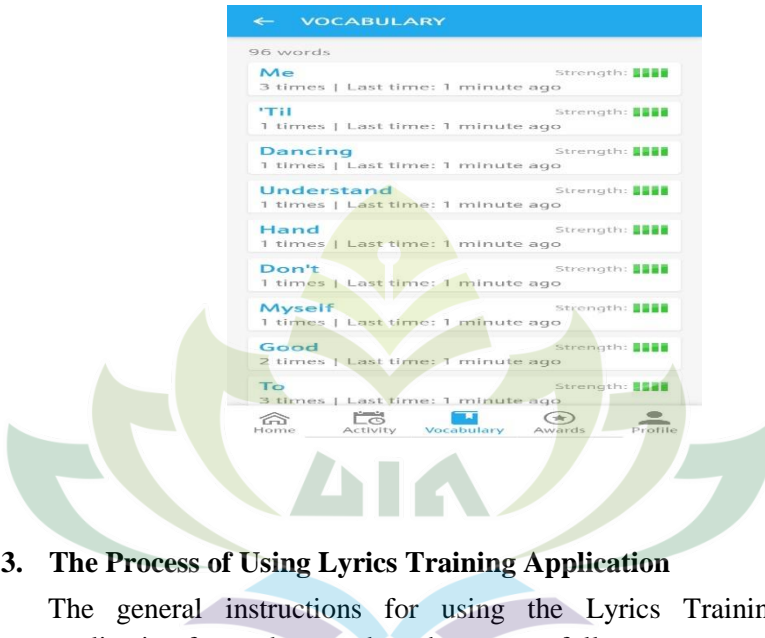 ← VOCABULARY
96 words
Me Strength:
3 times | Last time: 1 minute ago
'Til Strength:
1 times | Last time: 1 minute ago
Dancing Strength:
1 times | Last time: 1 minute ago
Understand Strength:
1 times | Last time: 1 minute ago
Hand Strength:
1 times | Last time: 1 minute ago
Don't Strength:
1 times | Last time: 1 minute ago
Myself Strength:
1 times | Last time: 1 minute ago
Good Strength:
2 times | Last time: 1 minute ago
To Strength:
3 times | Last time: 1 minute ago
Home Activity Vocabulary Awards Profile
3. The Process of Using Lyrics Training Application
The general instructions for using the Lyrics Trainin